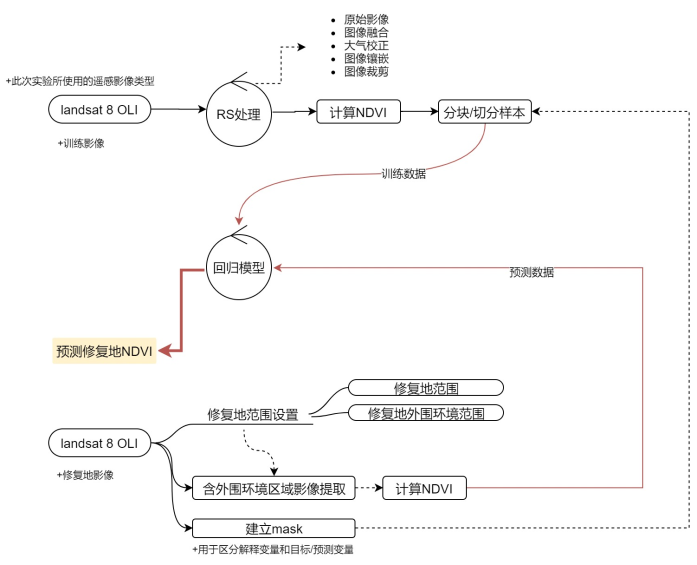 原始影像
图像融合
大气校正
图像镶嵌
图像裁剪
+此次实验所使用的遥感影像类型
landsat 8 OLI
RS处理
计算NDVI
分块/切分样本
+训练影像
训练数据
回归模型
预测数据
预测修复地NDVI
修复地范围
修复地范围设置
修复地外围环境范围
landsat 8 OLI
+修复地影像
含外围环境区域影像提取
计算NDVI
建立mask
+用于区分解释变量和目标/预测变量